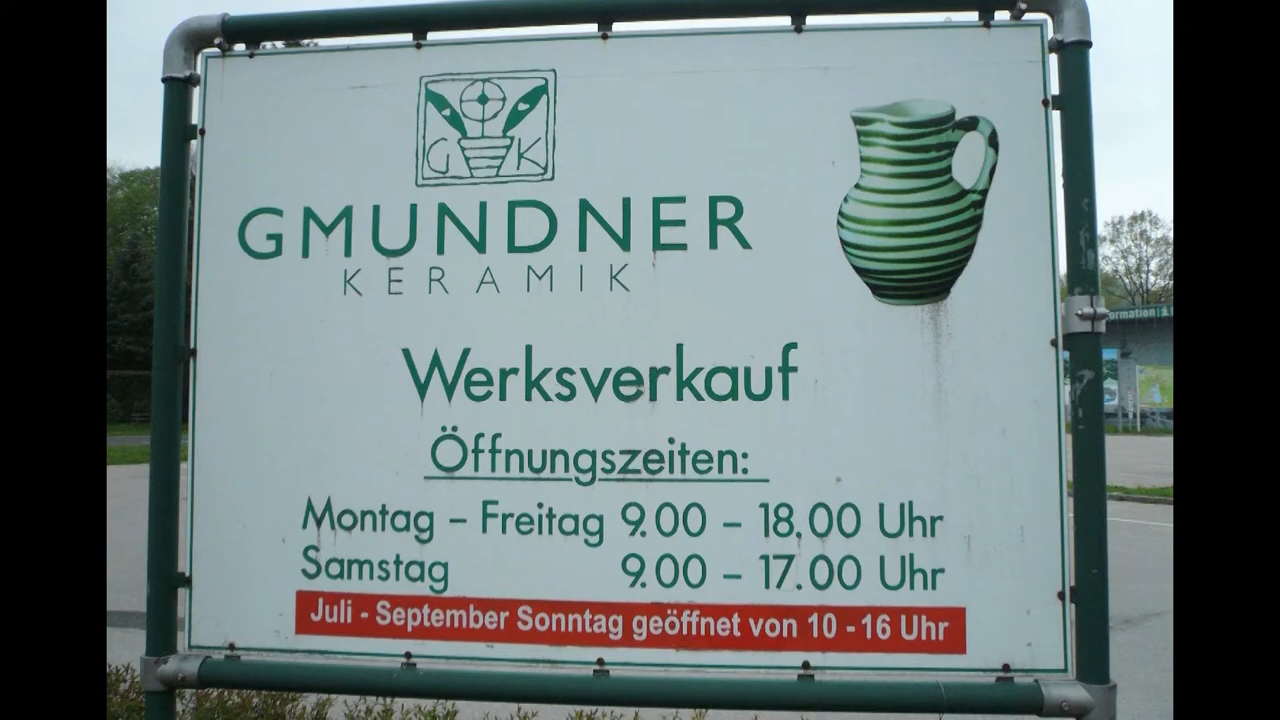 G K
GMUNDNER
KERAMIK
Werksverkauf
Öffnungszeiten:
Montag – Freitag 9.00 – 18.00 Uhr
Samstag 9.00 – 17.00 Uhr
Juli - September Sonntag geöffnet von 10 - 16 Uhr